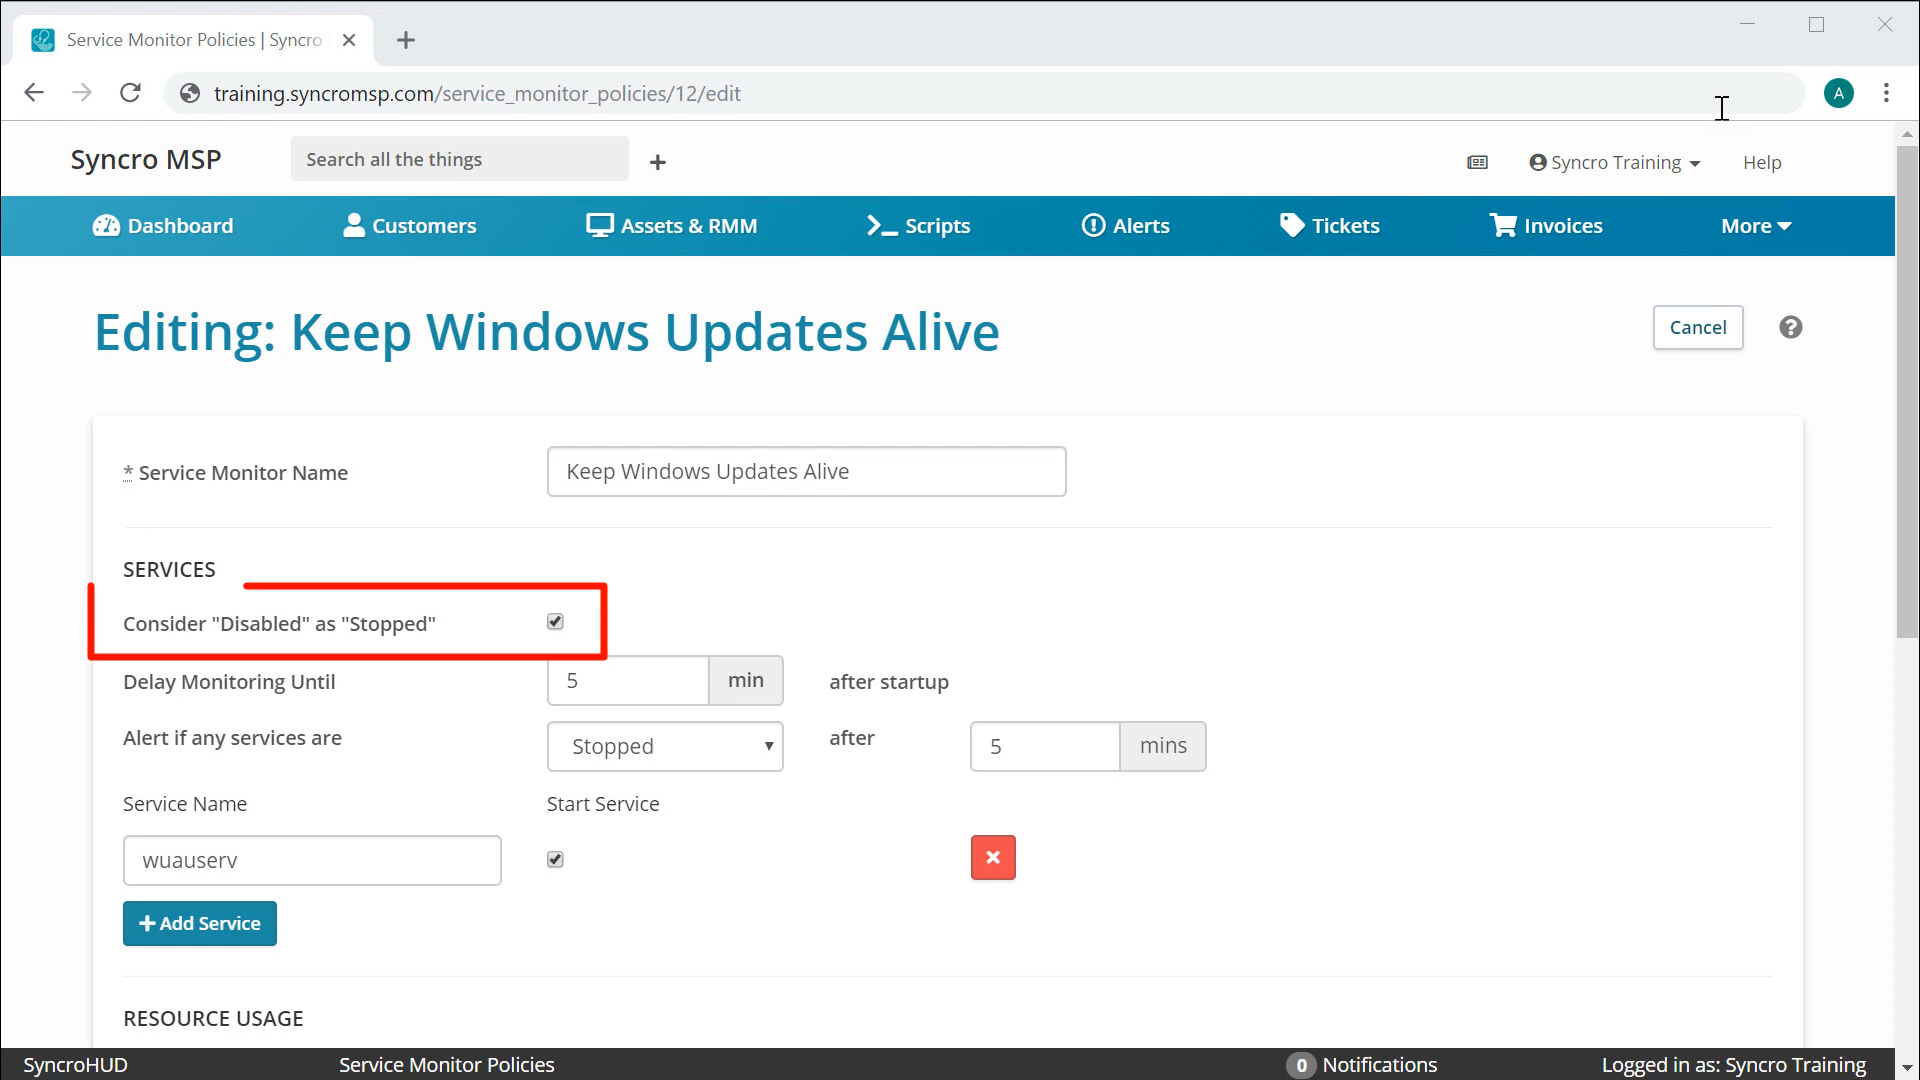 Service Monitor Policies | Syncro
training.syncromsp.com/service_monitor_policies/12/edit
A
Syncro MSP
Search all the things
Syncro Training
Help
Dashboard
Customers
Assets & RMM
Scripts
Alerts
Tickets
Invoices
More
Editing: Keep Windows Updates Alive
Cancel
* Service Monitor Name
Keep Windows Updates Alive
SERVICES
Consider "Disabled" as "Stopped"
Delay Monitoring Until
5
min
after startup
Alert if any services are
Stopped
after
5
mins
Service Name
Start Service
wuauserv
+ Add Service
RESOURCE USAGE
SyncroHUD
Service Monitor Policies
0 Notifications
Logged in as: Syncro Training